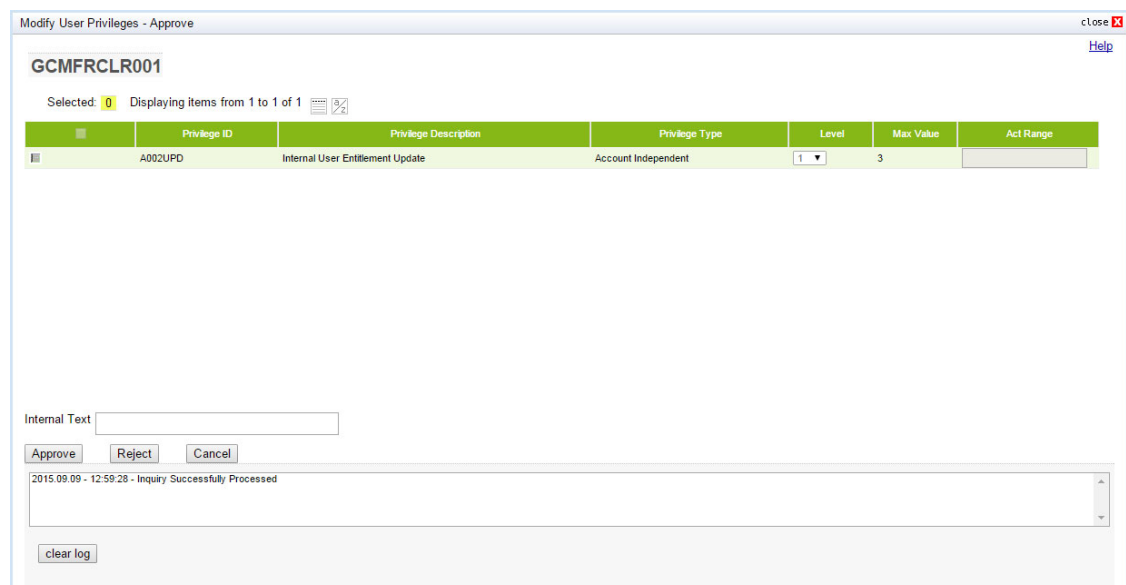 Modify User Privileges - Approve close X
Help
GCMFRCLR001
Selected: 0 Displaying items from 1 to 1 of 1 a/z
Privilege ID Privilege Description Privilege Type Level Max Value Act Range
A002UPD Internal User Entitlement Update Account Independent 1 3
Internal Text
Approve Reject Cancel
2015.09.09 - 12:59:28 - Inquiry Successfully Processed
clear log